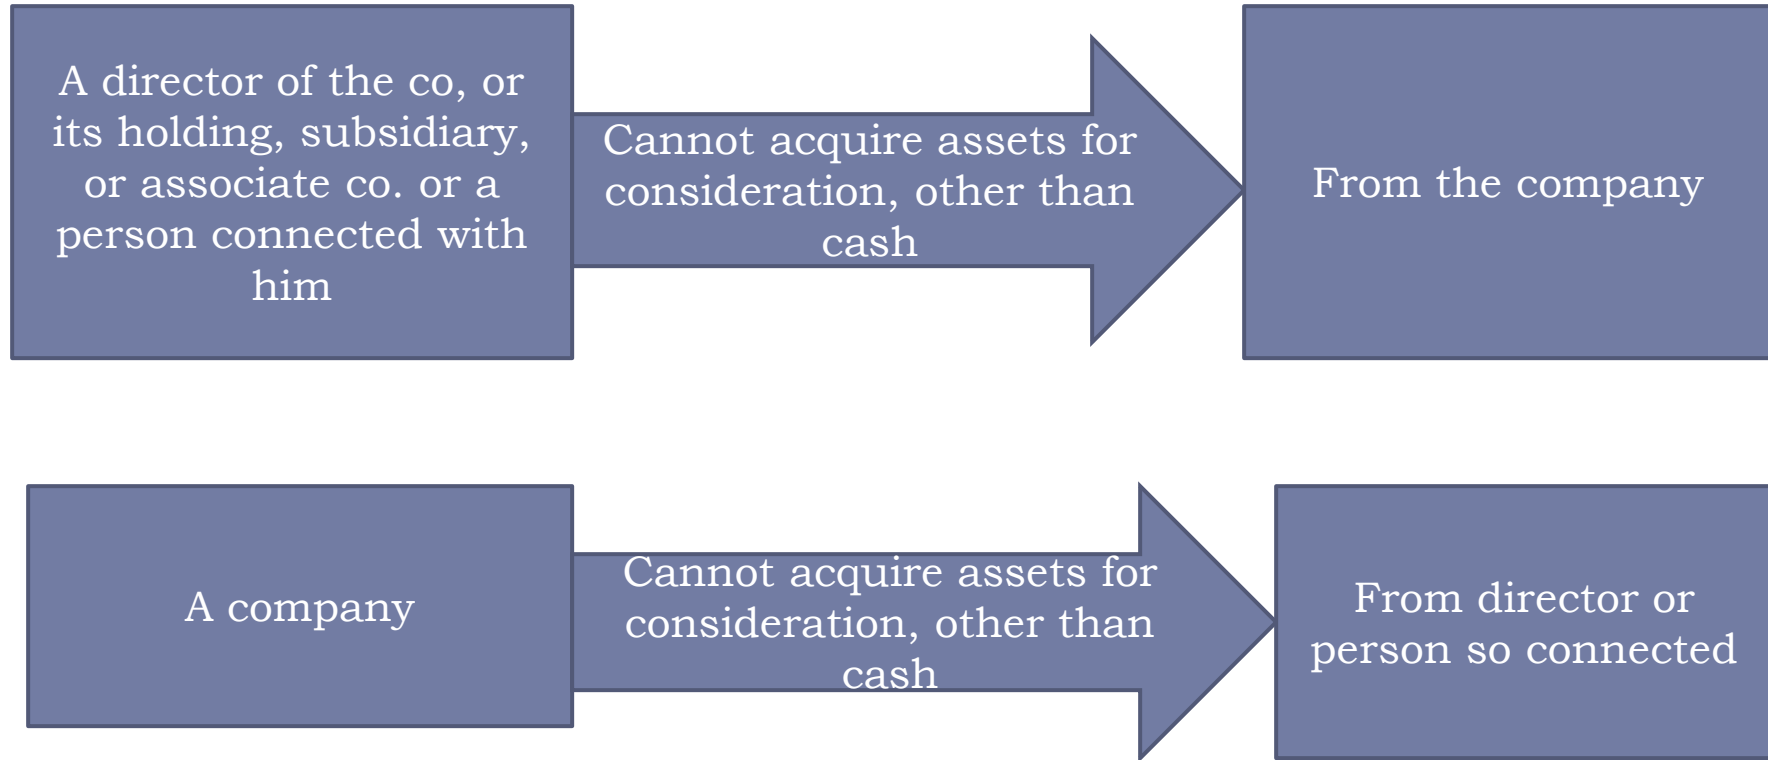 A director of the co, or
its holding, subsidiary,
or associate co. or a
person connected with
him
Cannot acquire assets for
consideration, other than
cash
From the company
A company
Cannot acquire assets for
consideration, other than
cash
From director or
person so connected